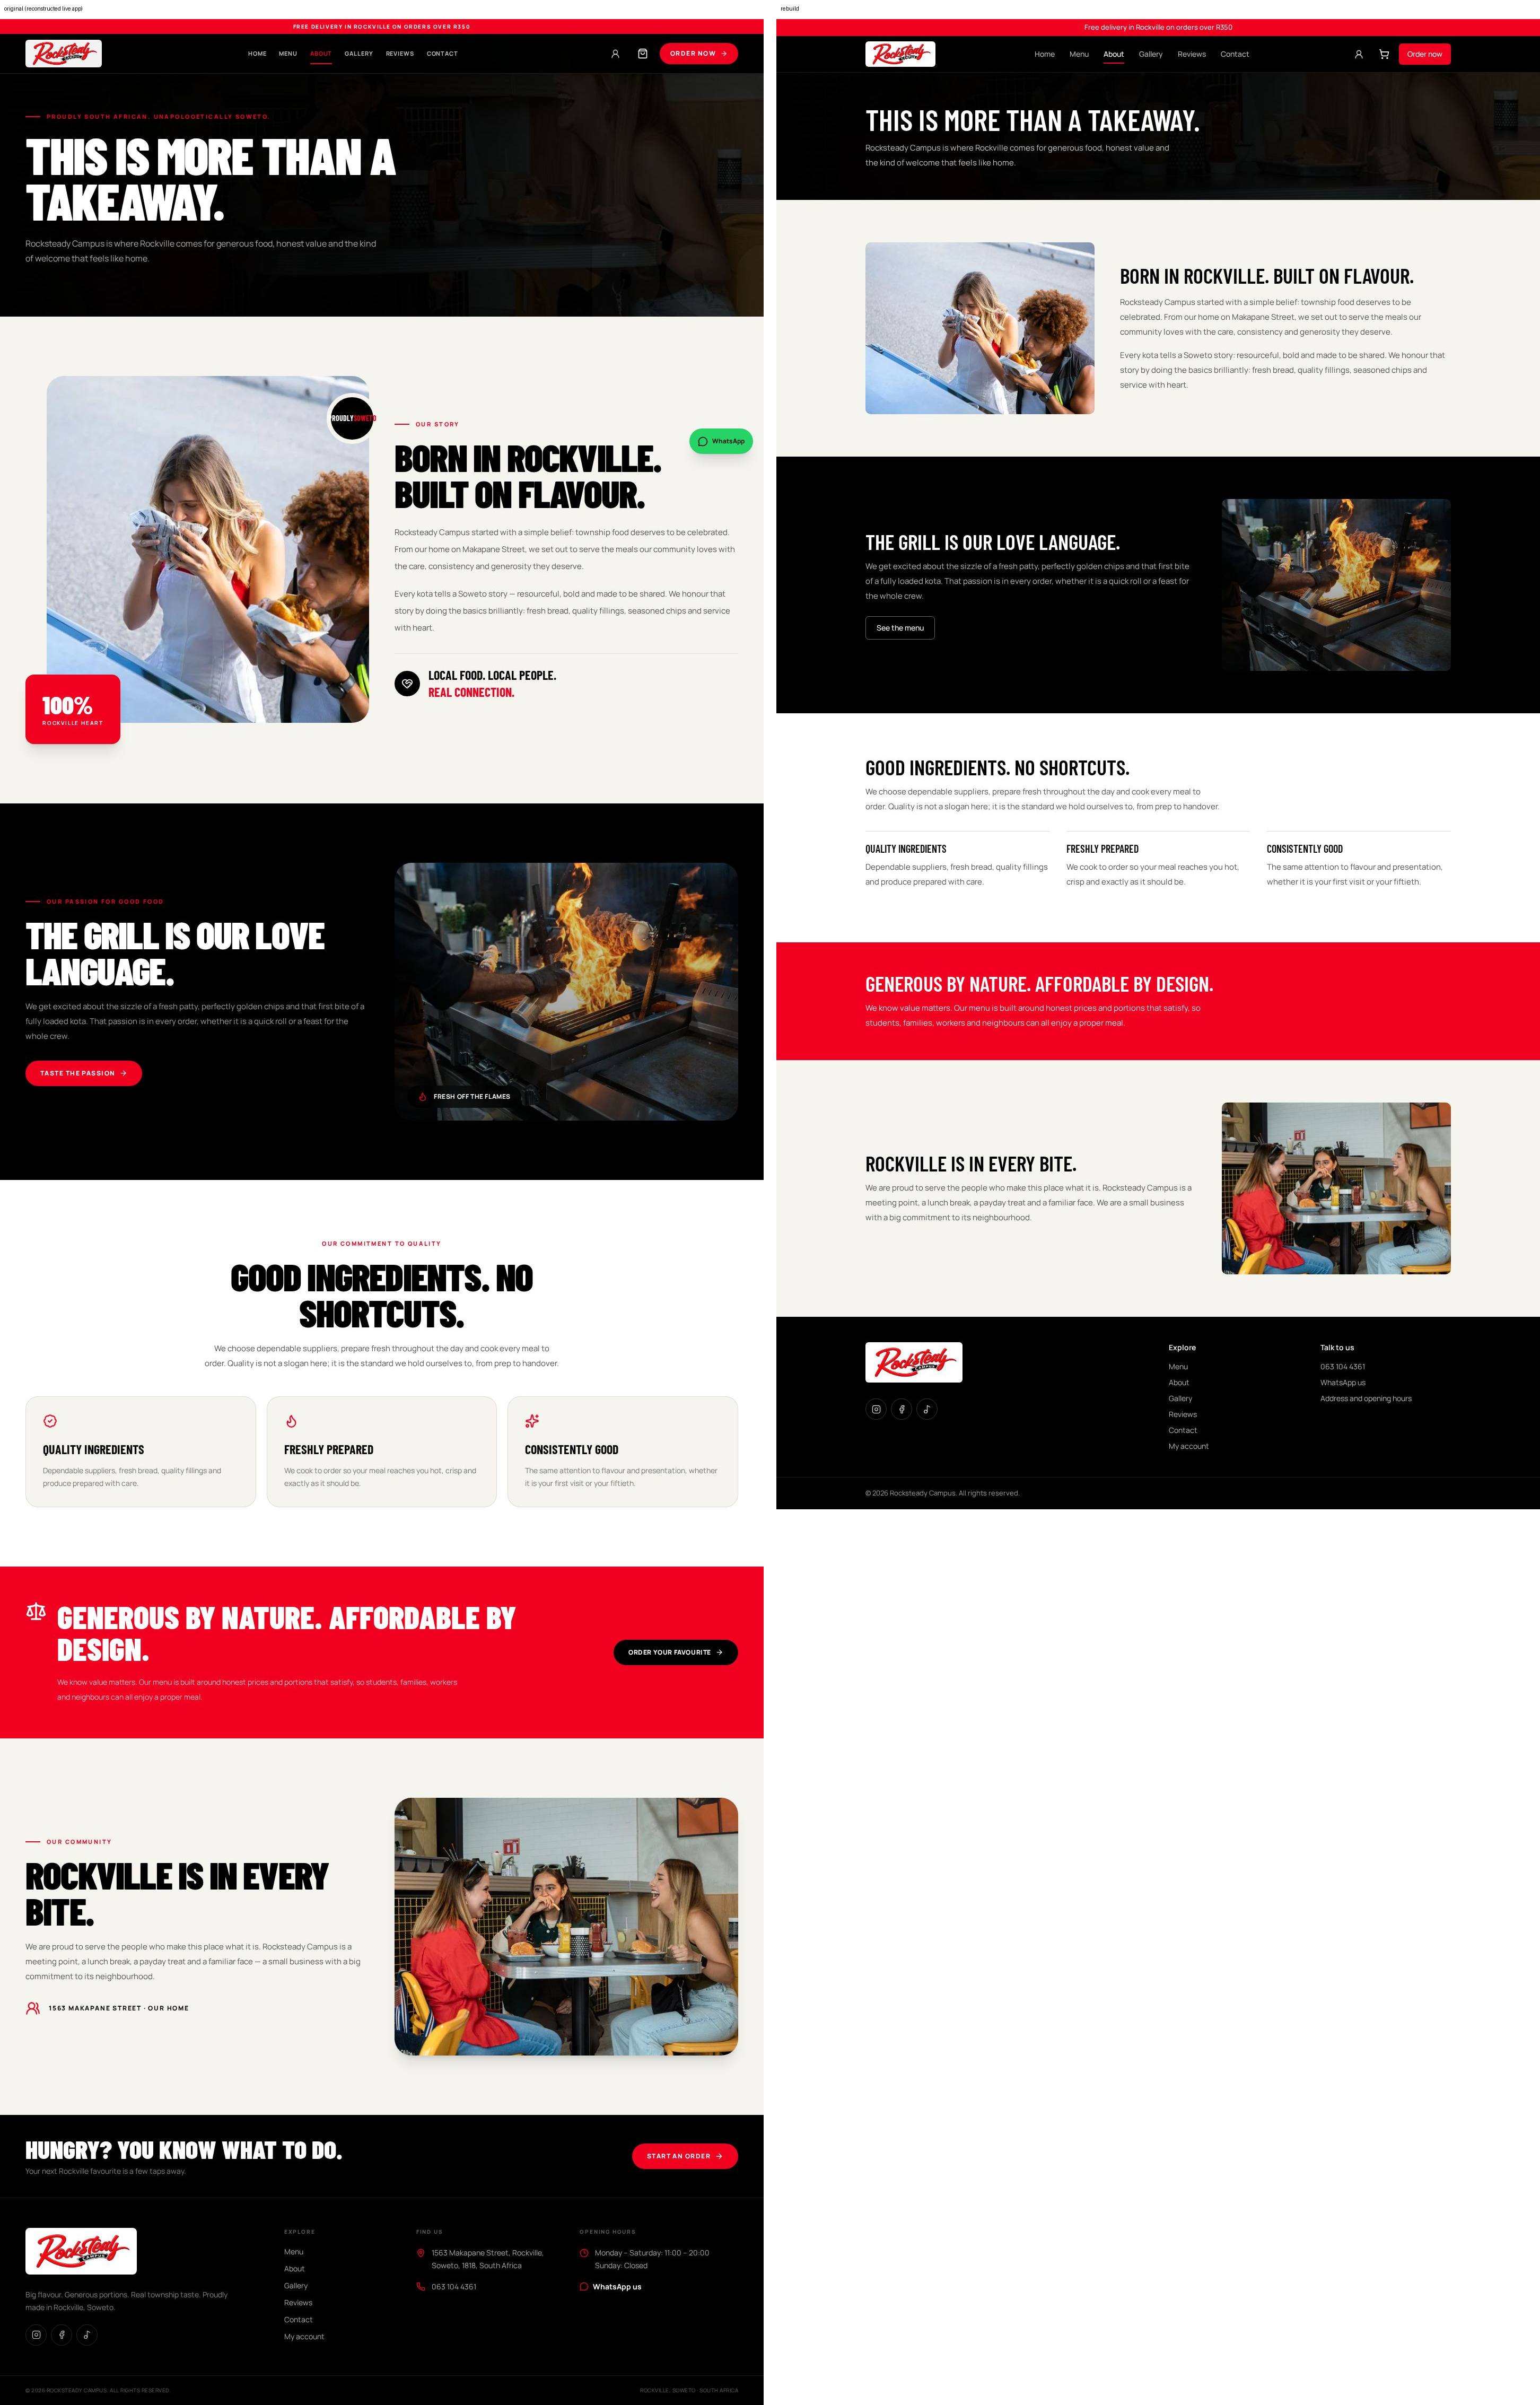 original (reconstructed live app)
FREE DELIVERY IN ROCKVILLE ON ORDERS OVER R350
Rocksteady
CAMPUS
HOME
MENU
ABOUT
GALLERY
REVIEWS
CONTACT
ORDER NOW
PROUDLY SOUTH AFRICAN. UNAPOLOGETICALLY SOWETO
THIS IS MORE THAN A
TAKEAWAY.
Rocksteady Campus is where Rockville comes for generous food, honest value and the kind
of welcome that feels like home.
ROUDLYSOWETO
OUR STORY
BORN IN ROCKVILLE.
BUILT ON FLAVOUR.
WhatsApp
Rocksteady Campus started with a simple belief: township food deserves to be celebrated.
From our home on Makapane Street, we set out to serve the meals our community loves with
the care, consistency and generosity they deserve.
Every kota tells a Soweto story — resourceful, bold and made to be shared. We honour that
story by doing the basics brilliantly: fresh bread, quality fillings, seasoned chips and service
with heart.
LOCAL FOOD. LOCAL PEOPLE.
REAL CONNECTION.
100%
ROCKVILLE HEART
OUR PASSION FOR GOOD FOOD
THE GRILL IS OUR LOVE
LANGUAGE.
We get excited about the sizzle of a fresh patty, perfectly golden chips and that first bite of a
fully loaded kota. That passion is in every order, whether it is a quick roll or a feast for the
whole crew.
TASTE THE PASSION
FRESH OFF THE FLAMES
OUR COMMITMENT TO QUALITY
GOOD INGREDIENTS. NO
SHORTCUTS.
We choose dependable suppliers, prepare fresh throughout the day and cook every meal to
order. Quality is not a slogan here; it is the standard we hold ourselves to, from prep to handover.
QUALITY INGREDIENTS
Dependable suppliers, fresh bread, quality fillings and
produce prepared with care.
FRESHLY PREPARED
We cook to order so your meal reaches you hot, crisp and
exactly as it should be.
CONSISTENTLY GOOD
The same attention to flavour and presentation, whether
it is your first visit or your fiftieth.
GENEROUS BY NATURE. AFFORDABLE BY
DESIGN.
We know value matters. Our menu is built around honest prices and portions that satisfy, so students, families, workers
and neighbours can all enjoy a proper meal.
ORDER YOUR FAVOURITE
OUR COMMUNITY
ROCKVILLE IS IN EVERY
BITE.
We are proud to serve the people who make this place what it is. Rocksteady Campus is a
meeting point, a lunch break, a payday treat and a familiar face — a small business with a big
commitment to its neighbourhood.
1563 MAKAPANE STREET · OUR HOME
HUNGRY? YOU KNOW WHAT TO DO.
Your next Rockville favourite is a few taps away.
START AN ORDER
Rocksteady
CAMPUS
Big flavour. Generous portions. Real township taste. Proudly
made in Rockville, Soweto.
EXPLORE
Menu
About
Gallery
Reviews
Contact
My account
FIND US
1563 Makapane Street, Rockville,
Soweto, 1818, South Africa
063 104 4361
OPENING HOURS
Monday – Saturday: 11:00 – 20:00
Sunday: Closed
WhatsApp us
© 2026 ROCKSTEADY CAMPUS. ALL RIGHTS RESERVED.
ROCKVILLE, SOWETO · SOUTH AFRICA
rebuild
Free delivery in Rockville on orders over R350
Rocksteady
CAMPUS
Home
Menu
About
Gallery
Reviews
Contact
Order now
THIS IS MORE THAN A TAKEAWAY.
Rocksteady Campus is where Rockville comes for generous food, honest value and
the kind of welcome that feels like home.
BORN IN ROCKVILLE. BUILT ON FLAVOUR.
Rocksteady Campus started with a simple belief: township food deserves to be
celebrated. From our home on Makapane Street, we set out to serve the meals our
community loves with the care, consistency and generosity they deserve.
Every kota tells a Soweto story: resourceful, bold and made to be shared. We honour that
story by doing the basics brilliantly: fresh bread, quality fillings, seasoned chips and
service with heart.
THE GRILL IS OUR LOVE LANGUAGE.
We get excited about the sizzle of a fresh patty, perfectly golden chips and that first bite
of a fully loaded kota. That passion is in every order, whether it is a quick roll or a feast for
the whole crew.
See the menu
GOOD INGREDIENTS. NO SHORTCUTS.
We choose dependable suppliers, prepare fresh throughout the day and cook every meal to
order. Quality is not a slogan here; it is the standard we hold ourselves to, from prep to handover.
QUALITY INGREDIENTS
Dependable suppliers, fresh bread, quality fillings
and produce prepared with care.
FRESHLY PREPARED
We cook to order so your meal reaches you hot,
crisp and exactly as it should be.
CONSISTENTLY GOOD
The same attention to flavour and presentation,
whether it is your first visit or your fiftieth.
GENEROUS BY NATURE. AFFORDABLE BY DESIGN.
We know value matters. Our menu is built around honest prices and portions that satisfy, so
students, families, workers and neighbours can all enjoy a proper meal.
ROCKVILLE IS IN EVERY BITE.
We are proud to serve the people who make this place what it is. Rocksteady Campus is a
meeting point, a lunch break, a payday treat and a familiar face. We are a small business
with a big commitment to its neighbourhood.
Rocksteady
CAMPUS
Explore
Menu
About
Gallery
Reviews
Contact
My account
Talk to us
063 104 4361
WhatsApp us
Address and opening hours
© 2026 Rocksteady Campus. All rights reserved.